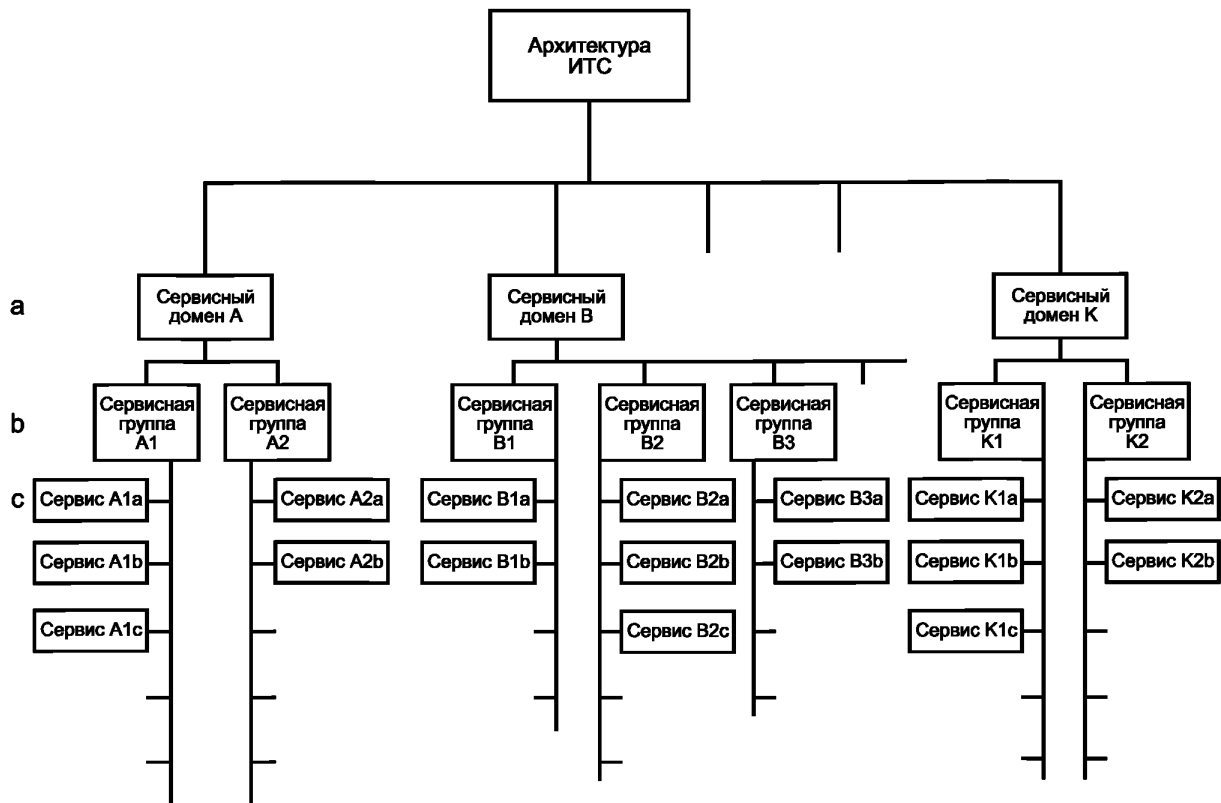 Архитектура
ИТС
a
Сервисный
домен A
Сервисный
домен B
Сервисный
домен K
b
Сервисная
группа
A1
Сервисная
группа
A2
Сервисная
группа
B1
Сервисная
группа
B2
Сервисная
группа
B3
Сервисная
группа
K1
Сервисная
группа
K2
c
Сервис A1a
Сервис A2a
Сервис B1a
Сервис B2a
Сервис B3a
Сервис K1a
Сервис K2a
Сервис A1b
Сервис A2b
Сервис B1b
Сервис B2b
Сервис B3b
Сервис K1b
Сервис K2b
Сервис A1c
Сервис B2c
Сервис K1c